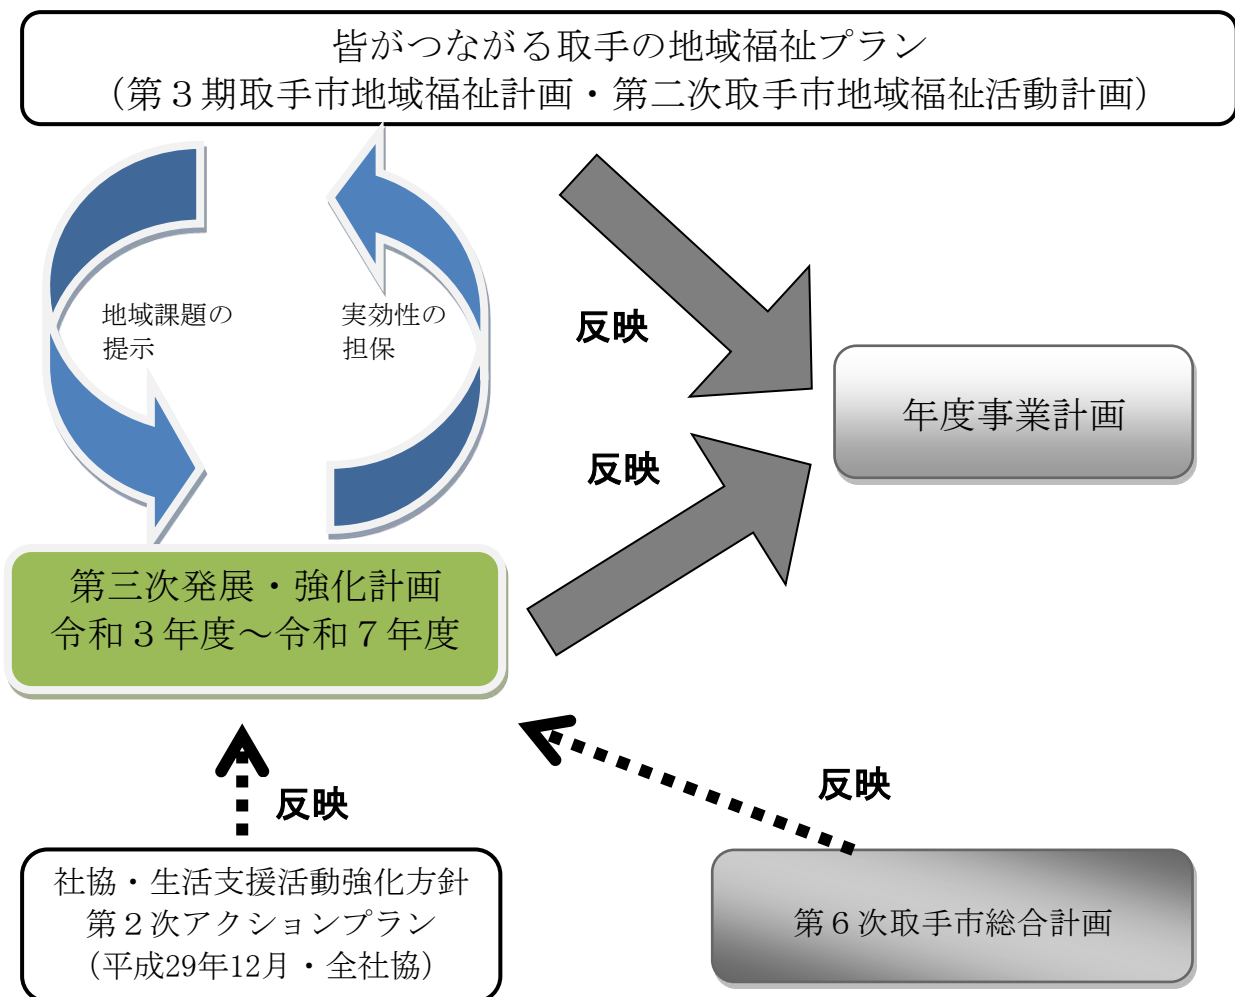 皆がつながる取手の地域福祉プラン
（第３期取手市地域福祉計画・第二次取手市地域福祉活動計画）
地域課題の
提示
実効性の
担保
反映
年度事業計画
反映
第三次発展・強化計画
令和３年度～令和７年度
反映
反映
社協・生活支援活動強化方針
第２次アクションプラン
（平成29年12月・全社協）
第６次取手市総合計画